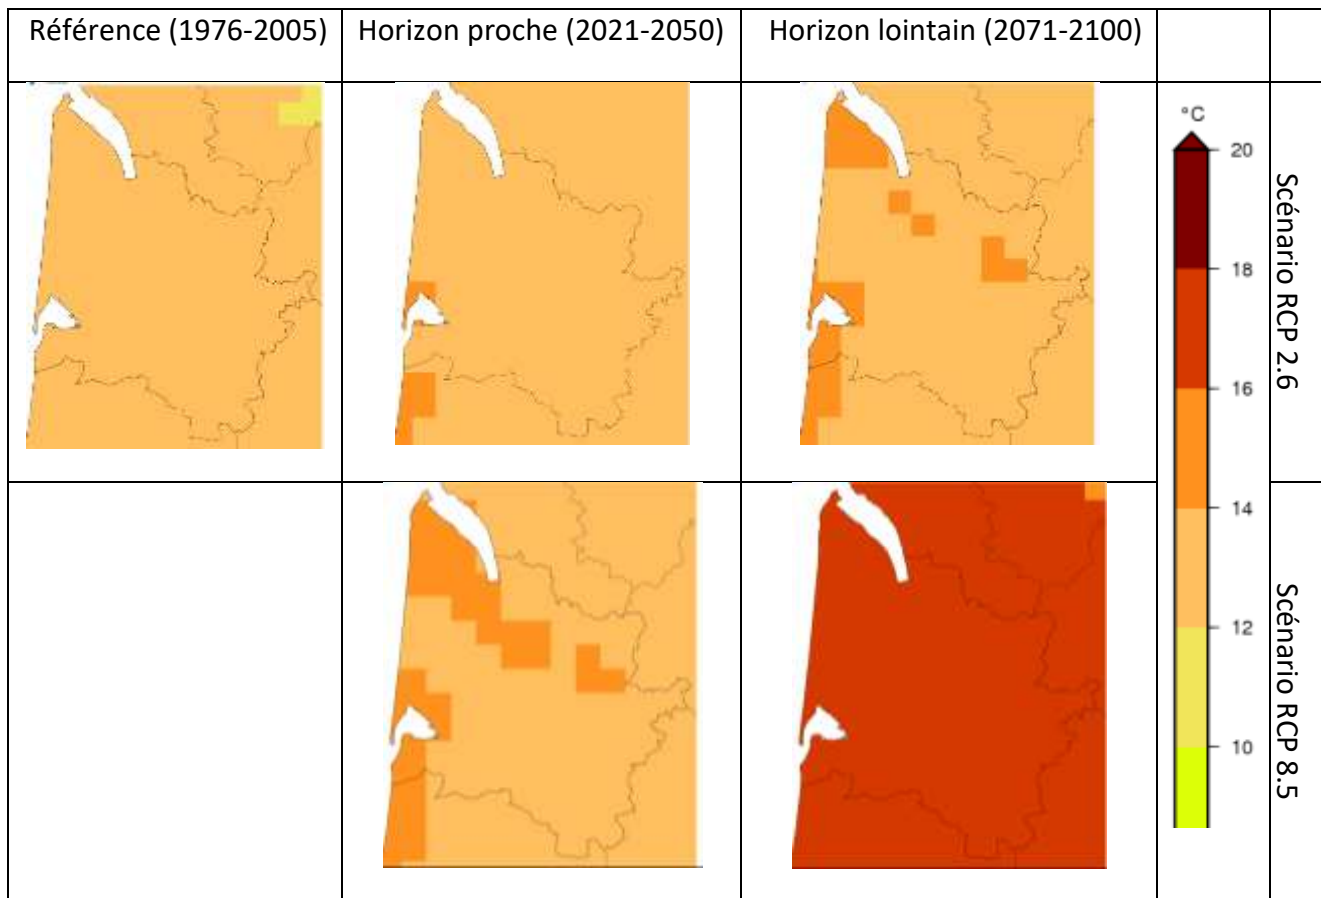 Référence (1976-2005)
Horizon proche (2021-2050)
Horizon lointain (2071-2100)
°C
20
18
16
14
12
10
Scénario RCP 2.6
Scénario RCP 8.5